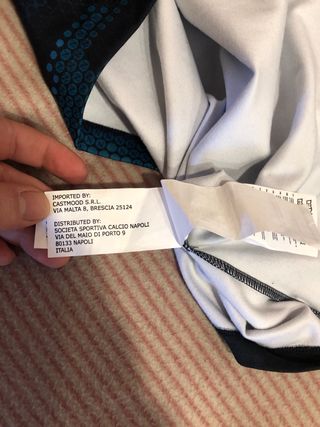 IMPORTED BY:
CASTMOOD S.R.L.
VIA MALTA 8, BRESCIA 25124
DISTRIBUTED BY:
SOCIETA SPORTIVA CALCIO NAPOLI
VIA DEL MAIO DI PORTO 9
80133 NAPOLI
ITALIA